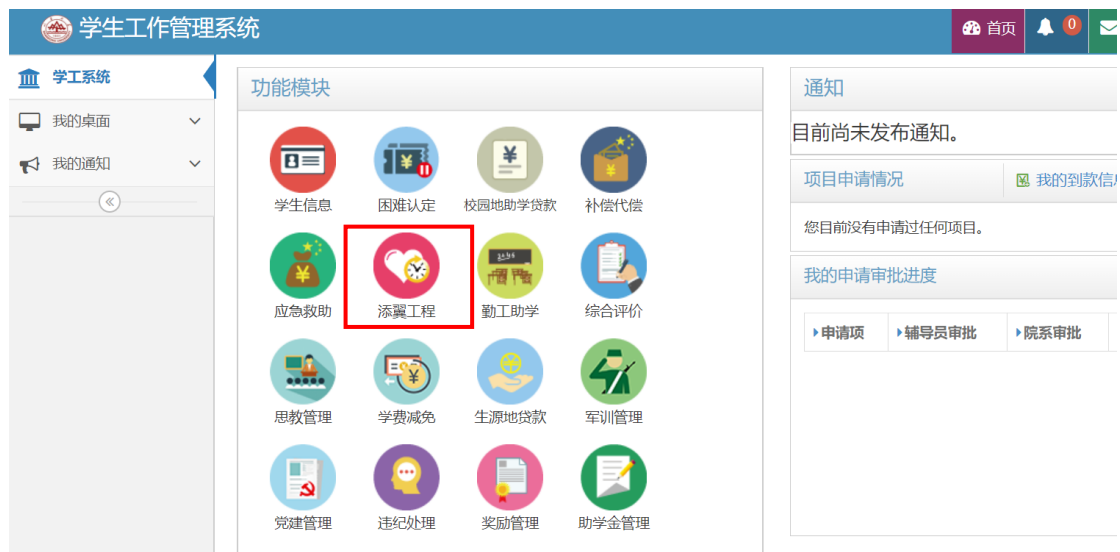 学生工作管理系统
首页
0
学工系统
我的桌面
我的通知
功能模块
学生信息
困难认定
校园地助学贷款
补偿代偿
应急救助
添翼工程
勤工助学
综合评价
思教管理
学费减免
生源地贷款
军训管理
党建管理
违纪处理
奖励管理
助学金管理
通知
目前尚未发布通知。
项目申请情况
我的到款信息
您目前没有申请过任何项目。
我的申请审批进度
申请项
辅导员审批
院系审批